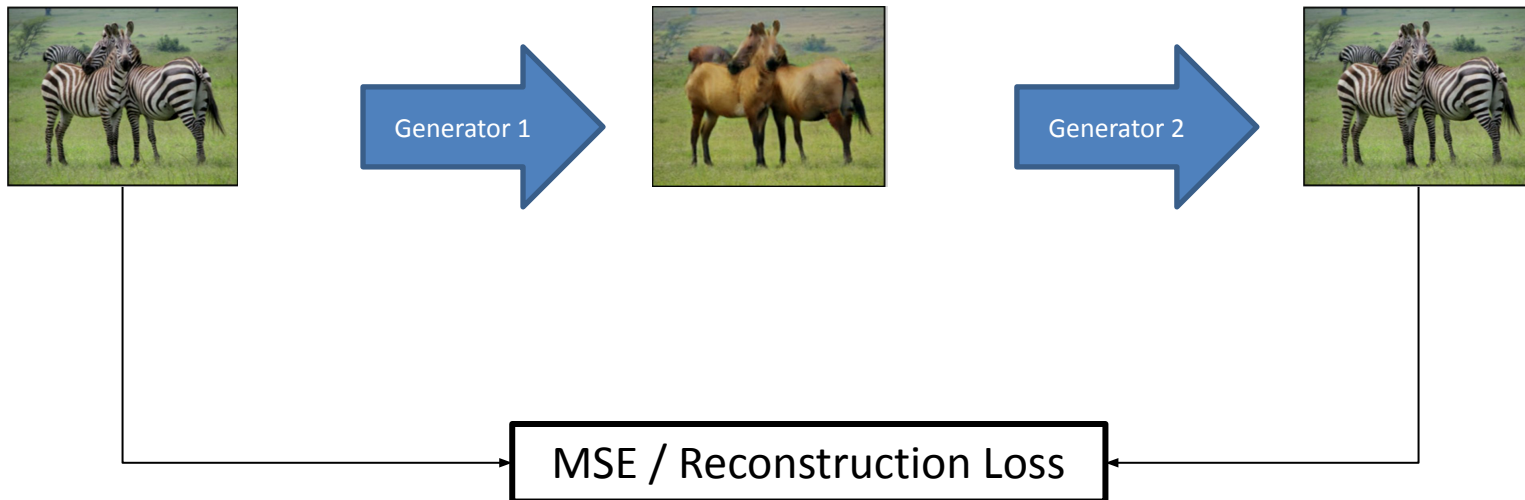 Generator 1
Generator 2
MSE / Reconstruction Loss